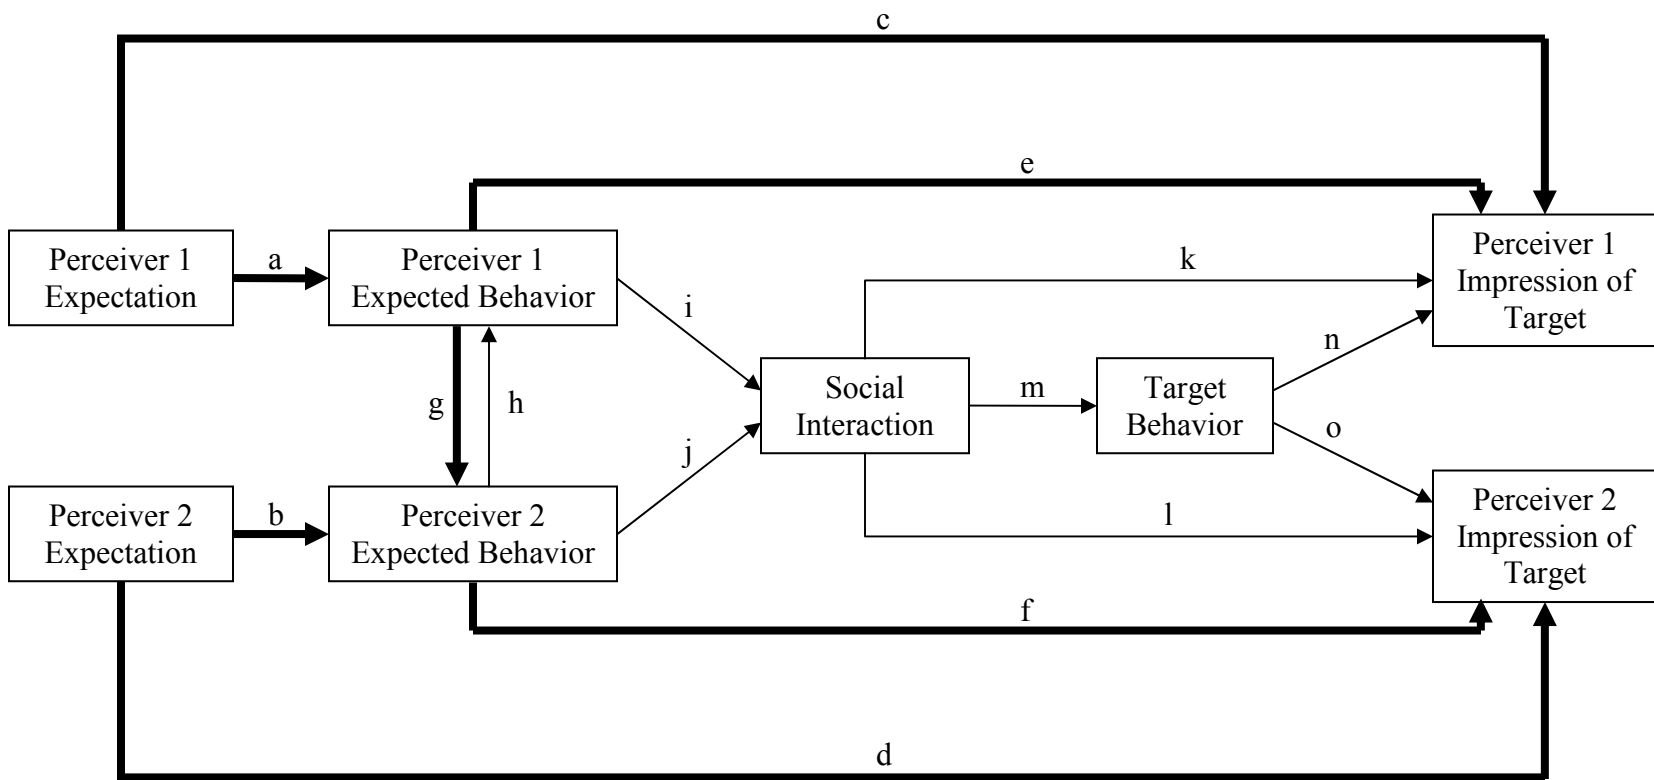 c
e
Perceiver 1
Expectation
a
Perceiver 1
Expected Behavior
Perceiver 1
Impression of
Target
k
i
n
g
h
Social
Interaction
m
Target
Behavior
j
o
Perceiver 2
Expectation
b
Perceiver 2
Expected Behavior
l
Perceiver 2
Impression of
Target
f
d